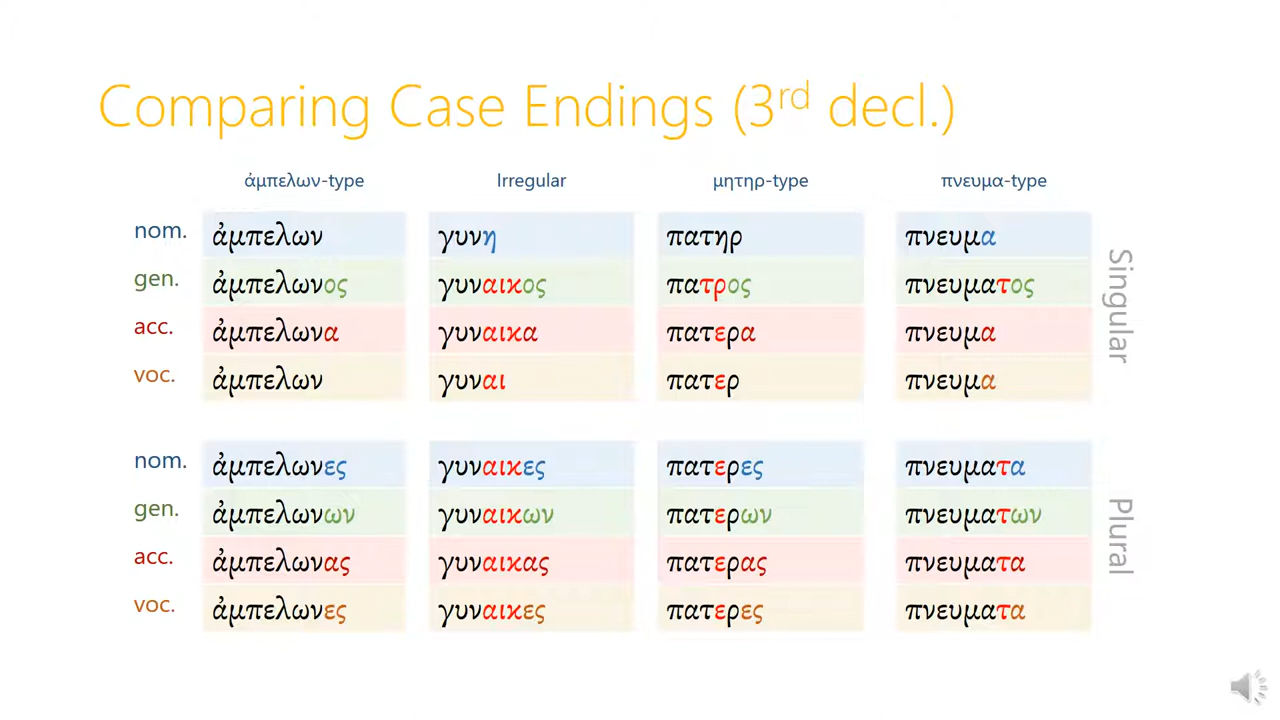 Comparing Case Endings (3rd decl.)
ἀμπελων-type Irregular μητηρ-type πνευμα-type
nom. ἀμπελων γυνη πατηρ πνευμα
gen. ἀμπελωνος γυναικος πατρος πνευματος
acc. ἀμπελωνα γυναικα πατερα πνευμα
voc. ἀμπελων γυναι πατερ πνευμα
Singular
nom. ἀμπελωνες γυναικες πατερες πνευματα
gen. ἀμπελωνων γυναικων πατερων πνευματων
acc. ἀμπελωνας γυναικας πατερας πνευματα
voc. ἀμπελωνες γυναικες πατερες πνευματα
Plural